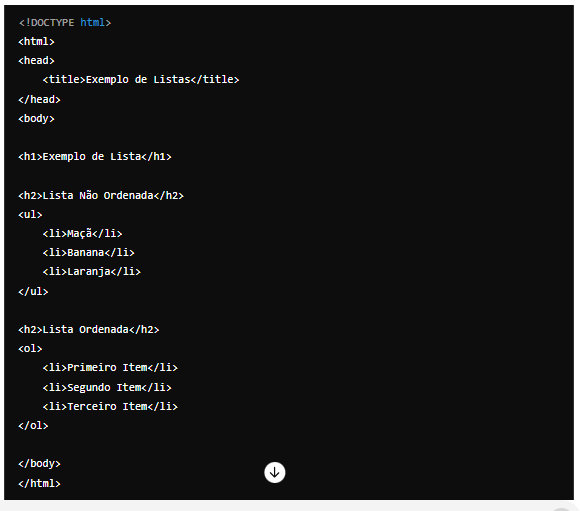 <!DOCTYPE html>
<html>
<head>
    <title>Exemplo de Listas</title>
</head>
<body>

<h1>Exemplo de Lista</h1>

<h2>Lista Não Ordenada</h2>
<ul>
    <li>Maçã</li>
    <li>Banana</li>
    <li>Laranja</li>
</ul>

<h2>Lista Ordenada</h2>
<ol>
    <li>Primeiro Item</li>
    <li>Segundo Item</li>
    <li>Terceiro Item</li>
</ol>

</body>
</html>